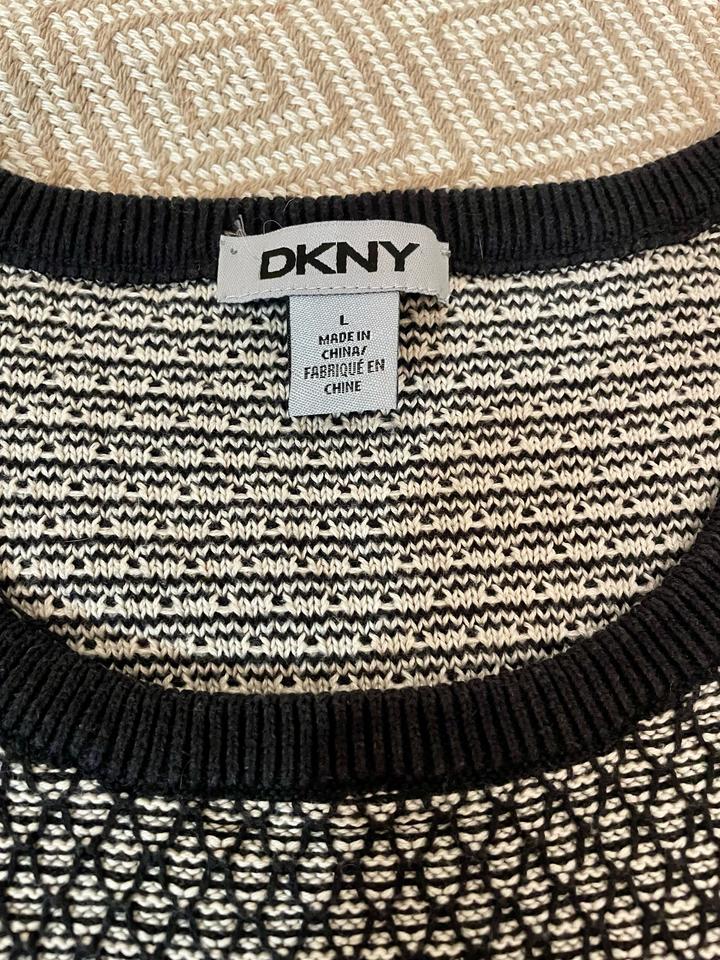 DKNY
L
MADE IN
CHINA/
FABRIQUÉ EN
CHINE